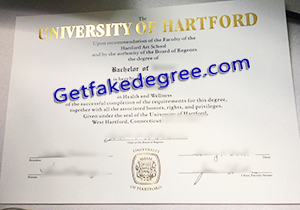 The
UNIVERSITY OF HARTFORD
Upon recommendation of the Faculty of the
Hartford Art School
and by the authority of the Board of Regents
the degree of
Bachelor of
Getfakedegree.com
in Health and Wellness
of the successful completion of the requirements for this degree,
together with all the associated honors, rights, and privileges.
Given under the seal of the University of Hartford,
West Hartford, Connecticut
UNIVERSITY
OF HARTFORD